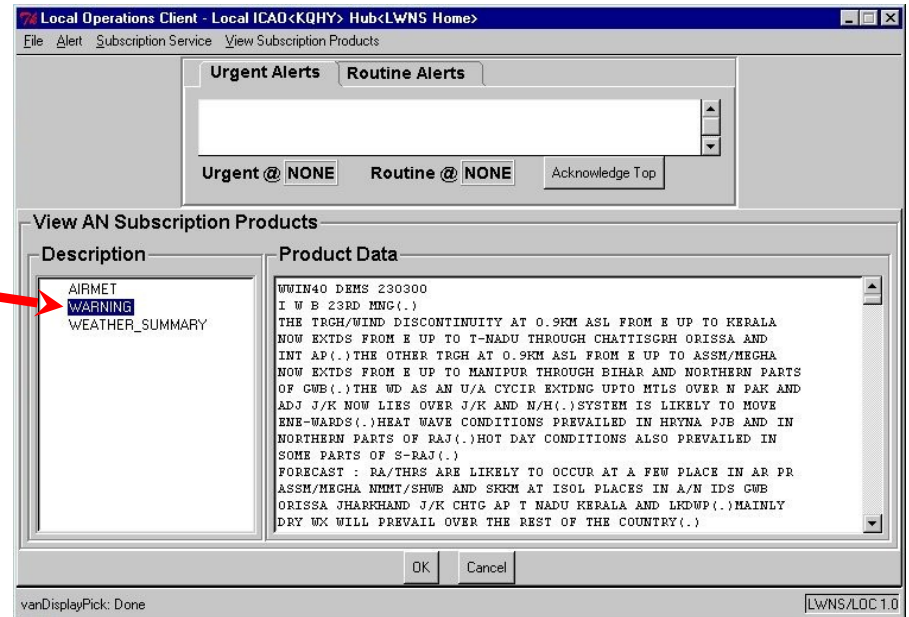 Local Operations Client - Local ICAO<KQHY> Hub<LWNS Home>
File Alert Subscription Service View Subscription Products
Urgent Alerts Routine Alerts
Urgent @ NONE Routine @ NONE Acknowledge Top
View AN Subscription Products
Description
AIRMET
WARNING
WEATHER_SUMMARY
Product Data
WWIN40 DEMS 230300
I W B 23RD MNG(.)
THE TRGH/WIND DISCONTINUITY AT 0.9KM ASL FROM E UP TO KERALA
NOW EXTDS FROM E UP TO T-NADU THROUGH CHATTISGRH ORISSA AND
INT AP(.)THE OTHER TRGH AT 0.9KM ASL FROM E UP TO ASSM/MEGHA
NOW EXTDS FROM E UP TO MANIPUR THROUGH BIHAR AND NORTHERN PARTS
OF GWB(.)THE WD AS AN U/A CYCIR EXTDNG UPTO MTLS OVER N PAK AND
ADJ J/K NOW LIES OVER J/K AND N/H(.)SYSTEM IS LIKELY TO MOVE
ENE-WARDS(.)HEAT WAVE CONDITIONS PREVAILED IN HRYNA PJB AND IN
NORTHERN PARTS OF RAJ(.)HOT DAY CONDITIONS ALSO PREVAILED IN
SOME PARTS OF S-RAJ(.)
FORECAST : RA/THRS ARE LIKELY TO OCCUR AT A FEW PLACE IN AR PR
ASSM/MEGHA NMMT/SHWB AND SKKM AT ISOL PLACES IN A/N IDS GWB
ORISSA JHARKHAND J/K CHTG AP T NADU KERALA AND LKDWP(.)MAINLY
DRY WX WILL PREVAIL OVER THE REST OF THE COUNTRY(.)
OK Cancel
vanDisplayPick: Done
LWNS/LOC 1.0